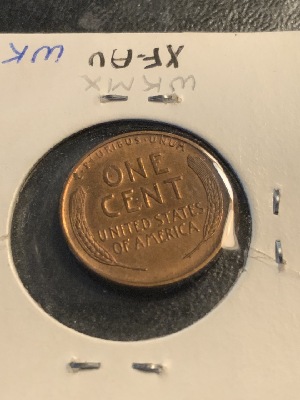 WK XF-AU
WKMX
E·PLURIBUS·UNUM
ONE
CENT
UNITED STATES
OF AMERICA